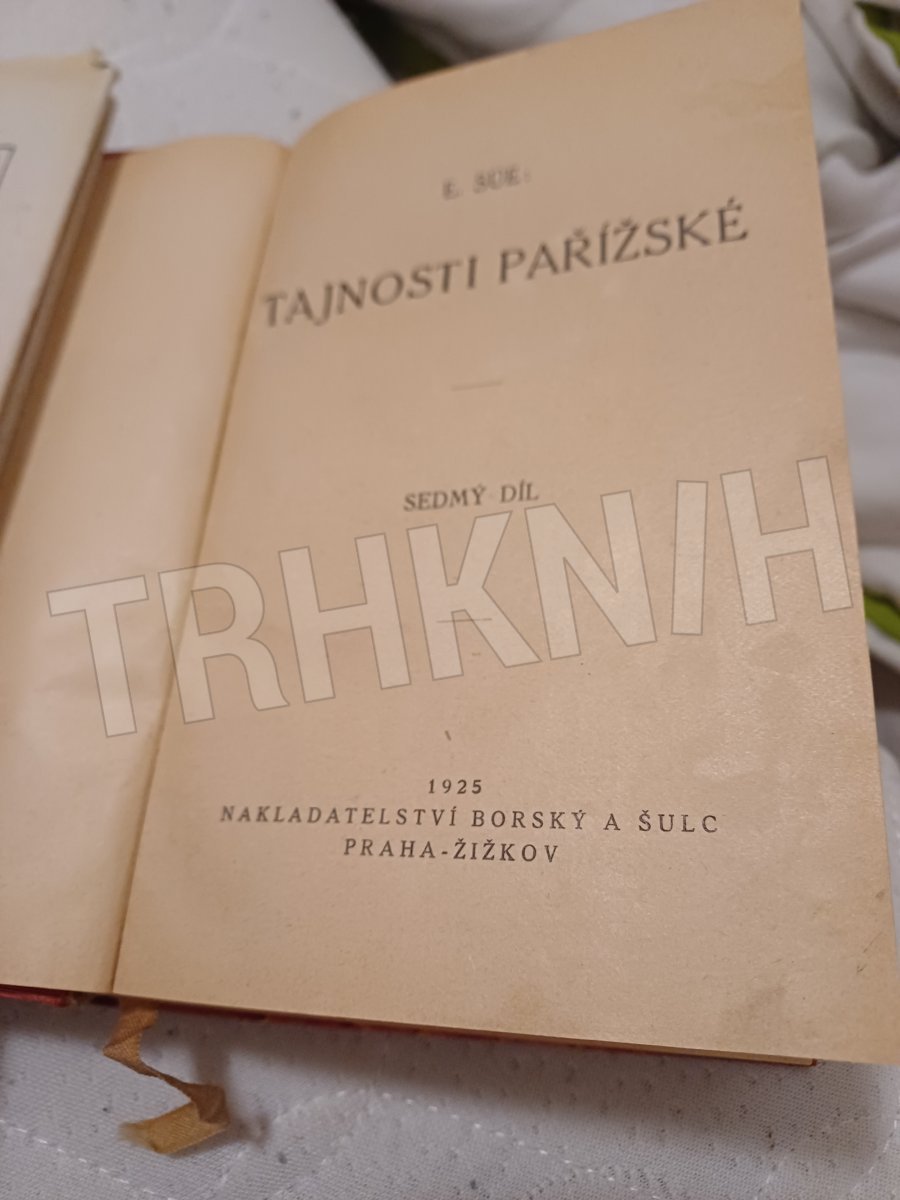 E. SUE:
TAJNOSTI PAŘÍŽSKÉ
SEDMÝ DÍL
TRHKNIH
1925
NAKLADATELSTVÍ BORSKÝ A ŠULC
PRAHA-ŽIŽKOV